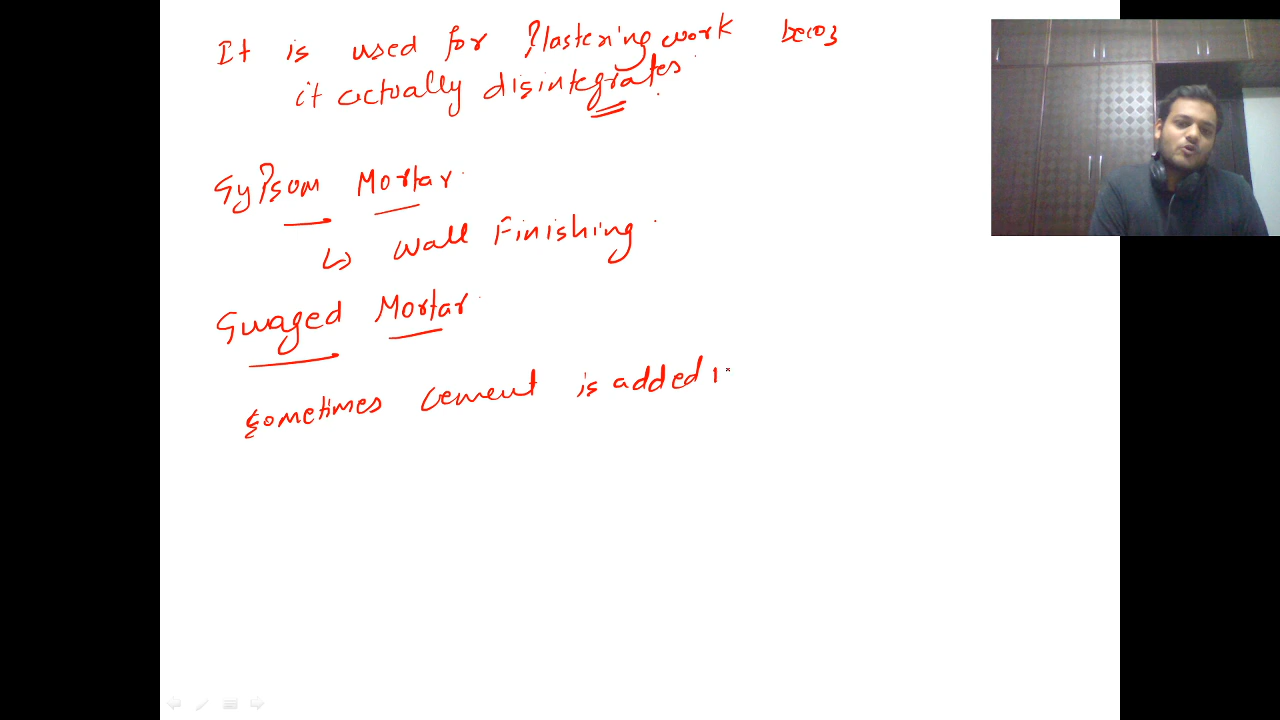 It is used for Plastering work becoz
it actually disintegrates.
Gypsum Mortar
↳ Wall Finishing
Guaged Mortar
sometimes cement is added i